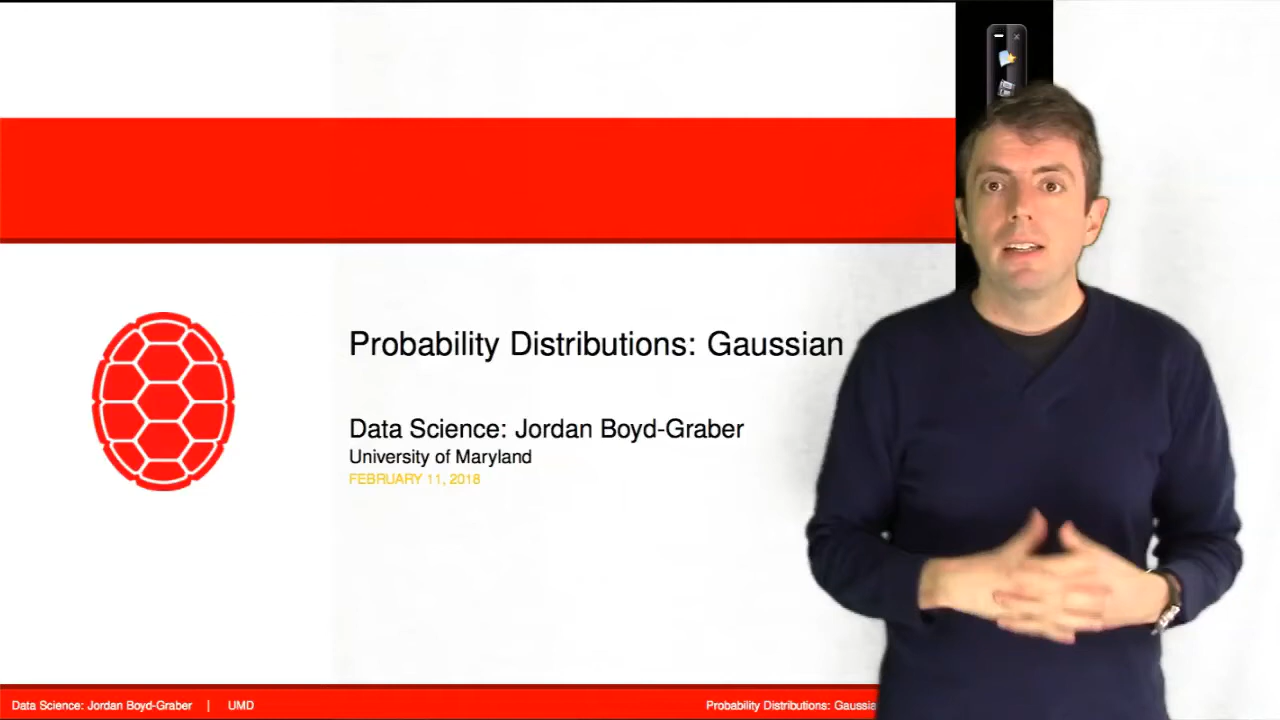 Probability Distributions: Gaussian
Data Science: Jordan Boyd-Graber
University of Maryland
FEBRUARY 11, 2018
Data Science: Jordan Boyd-Graber | UMD
Probability Distributions: Gaussia